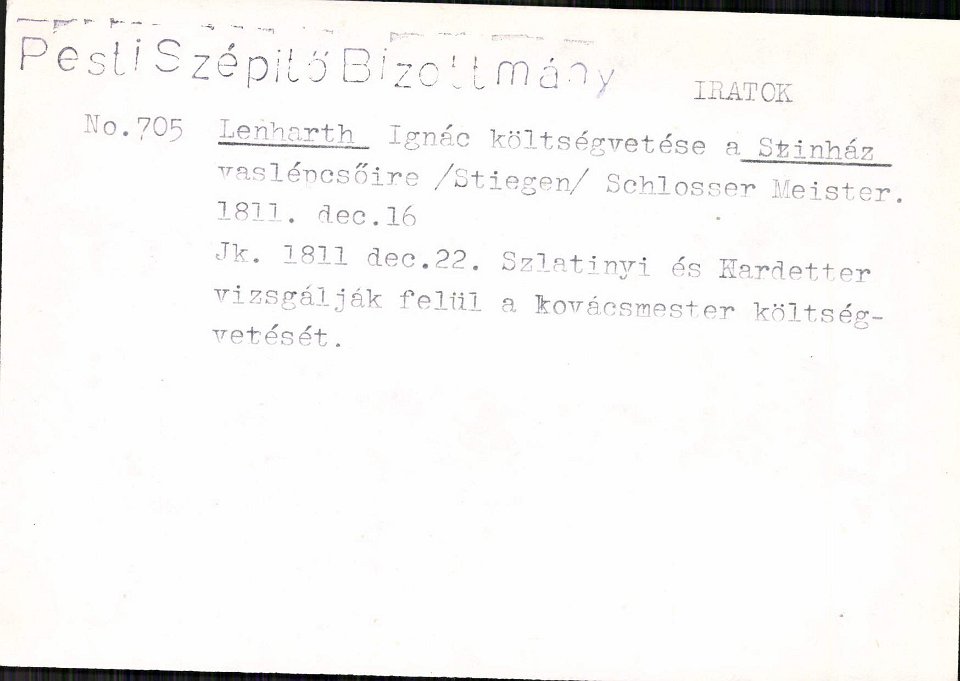 Pesti Szépitő Bizottmány
IRATOK
No.705 Lenharth Ignác költségvetése a Szinház
vaslépcsőire /Stiegen/ Schlosser Meister.
1811. dec.16
Jk. 1811 dec.22. Szlatinyi és Kardetter
vizsgálják felül a kovácsmester költség-
vetését.